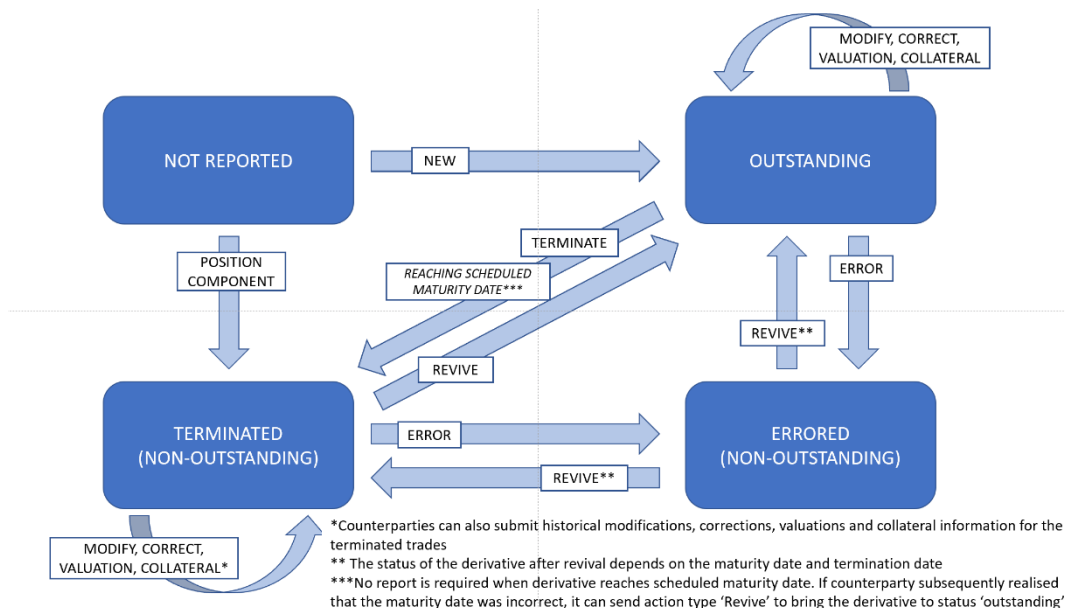 MODIFY, CORRECT,
VALUATION, COLLATERAL
NOT REPORTED
NEW
OUTSTANDING
POSITION
COMPONENT
TERMINATE
REACHING SCHEDULED
MATURITY DATE***
ERROR
REVIVE**
REVIVE
TERMINATED
(NON-OUTSTANDING)
ERROR
REVIVE**
ERRORED
(NON-OUTSTANDING)
MODIFY, CORRECT,
VALUATION, COLLATERAL*
*Counterparties can also submit historical modifications, corrections, valuations and collateral information for the
terminated trades
** The status of the derivative after revival depends on the maturity date and termination date
***No report is required when derivative reaches scheduled maturity date. If counterparty subsequently realised
that the maturity date was incorrect, it can send action type ‘Revive’ to bring the derivative to status ‘outstanding’